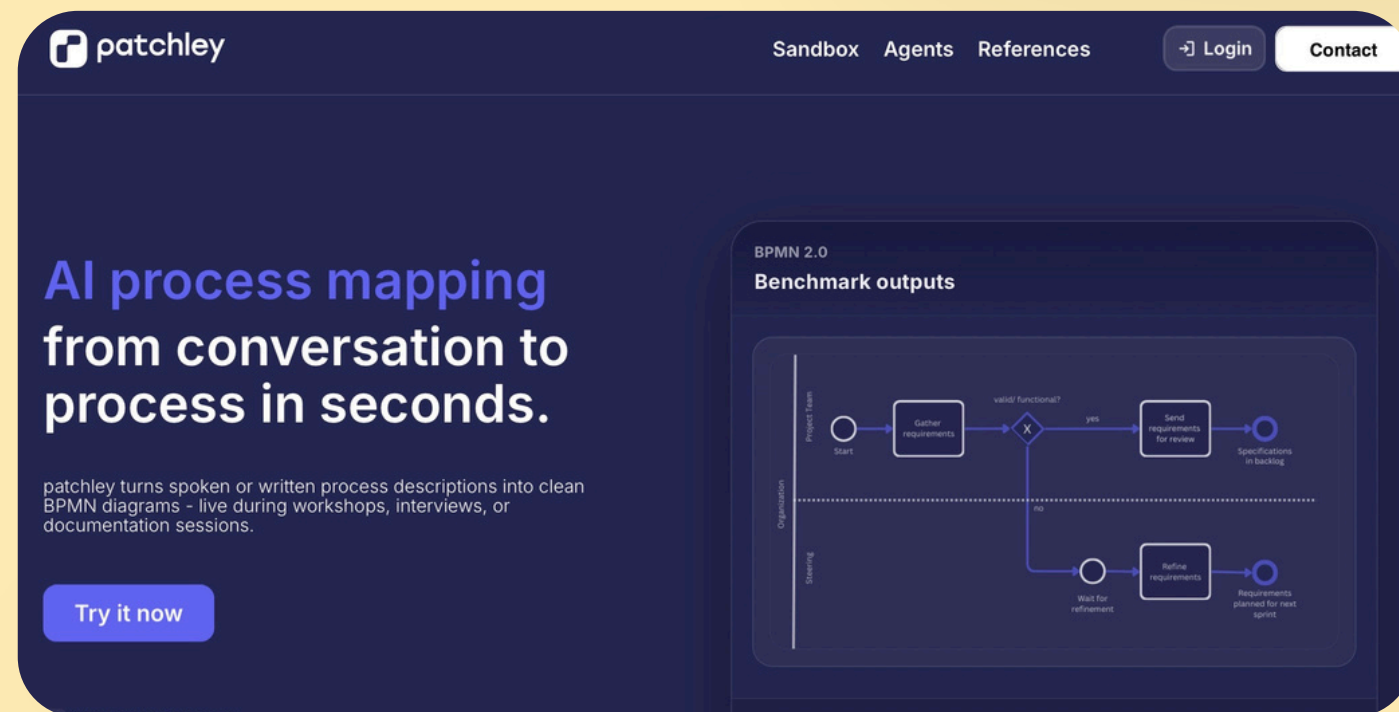 patchley
Sandbox Agents References
Login
Contact
AI process mapping
from conversation to
process in seconds.
patchley turns spoken or written process descriptions into clean
BPMN diagrams - live during workshops, interviews, or
documentation sessions.
Try it now
BPMN 2.0
Benchmark outputs
Organization
Project Team
Start
Gather
requirements
valid/ functional?
X
yes
Send
requirements
for review
Specifications
in backlog
no
Steering
Wait for
refinement
Refine
requirements
Requirements
planned for next
sprint